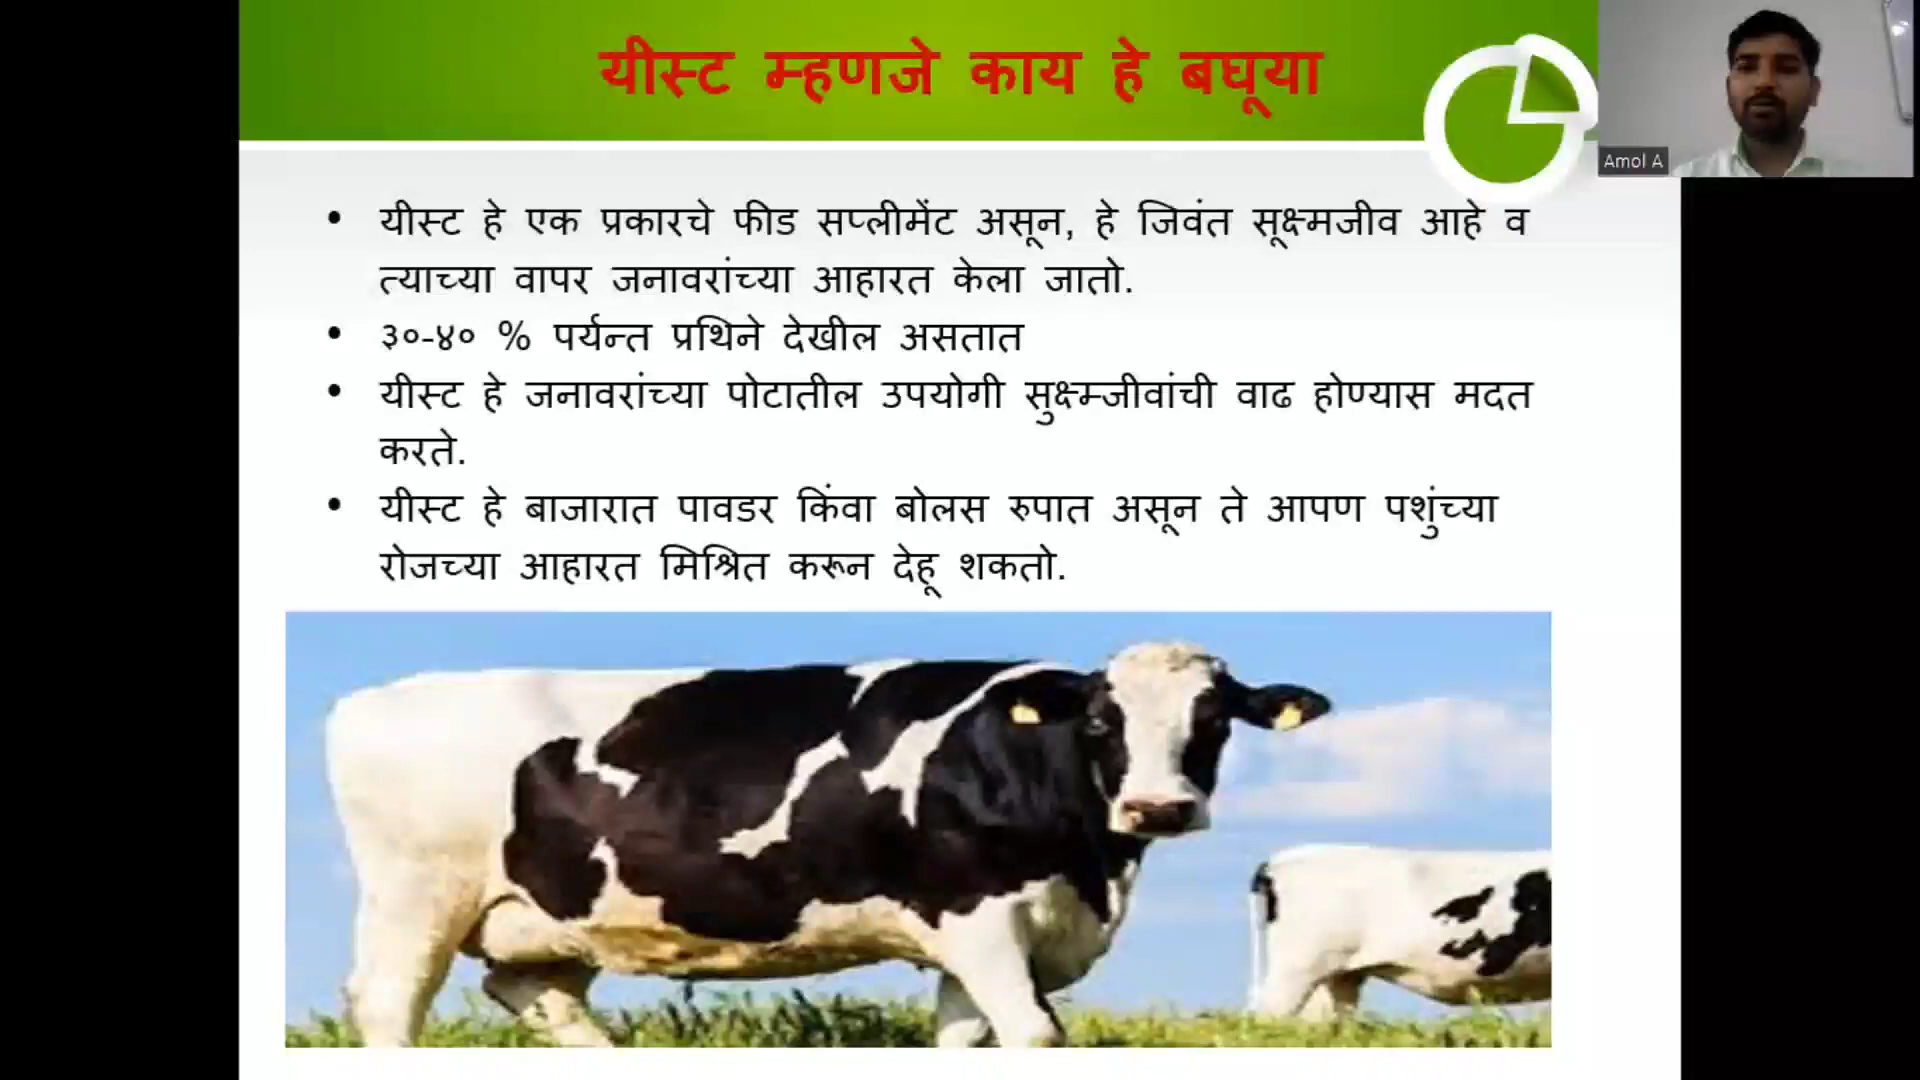 यीस्ट म्हणजे काय हे बघूया
Amol A
• यीस्ट हे एक प्रकारचे फीड सप्लीमेंट असून, हे जिवंत सूक्ष्मजीव आहे व
त्याच्या वापर जनावरांच्या आहारत केला जातो.
• ३०-४० % पर्यन्त प्रथिने देखील असतात
• यीस्ट हे जनावरांच्या पोटातील उपयोगी सुक्ष्म्जीवांची वाढ होण्यास मदत
करते.
• यीस्ट हे बाजारात पावडर किंवा बोलस रुपात असून ते आपण पशुंच्या
रोजच्या आहारत मिश्रित करून देहू शकतो.